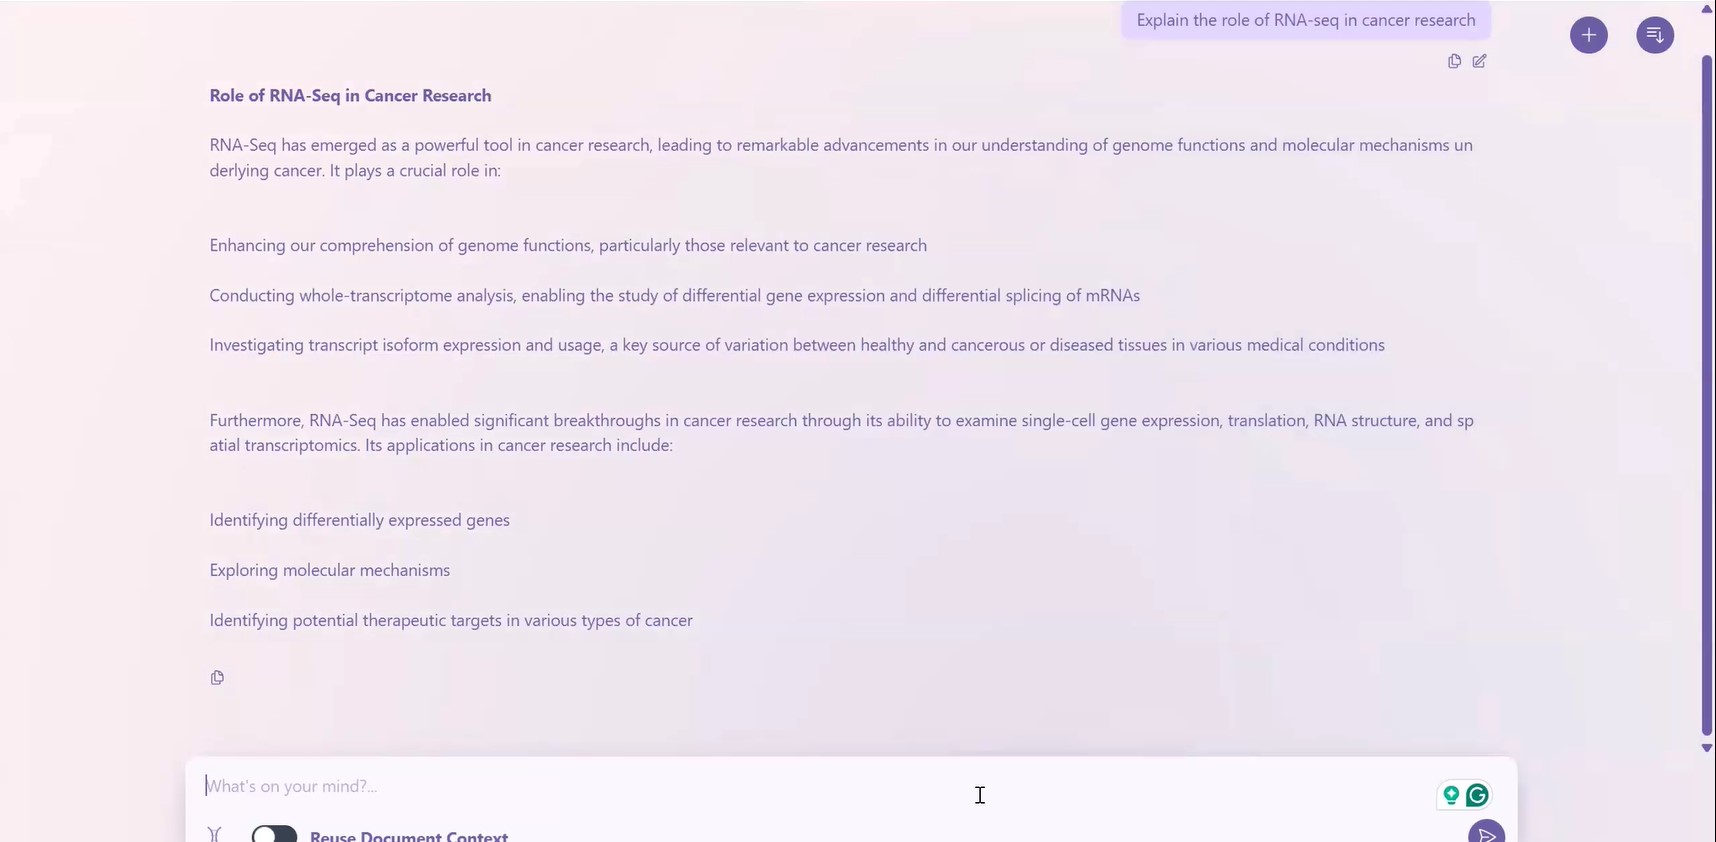 Explain the role of RNA-seq in cancer research
Role of RNA-Seq in Cancer Research
RNA-Seq has emerged as a powerful tool in cancer research, leading to remarkable advancements in our understanding of genome functions and molecular mechanisms un
derlying cancer. It plays a crucial role in:
Enhancing our comprehension of genome functions, particularly those relevant to cancer research
Conducting whole-transcriptome analysis, enabling the study of differential gene expression and differential splicing of mRNAs
Investigating transcript isoform expression and usage, a key source of variation between healthy and cancerous or diseased tissues in various medical conditions
Furthermore, RNA-Seq has enabled significant breakthroughs in cancer research through its ability to examine single-cell gene expression, translation, RNA structure, and sp
atial transcriptomics. Its applications in cancer research include:
Identifying differentially expressed genes
Exploring molecular mechanisms
Identifying potential therapeutic targets in various types of cancer
What's on your mind?...
Reuse Document Context